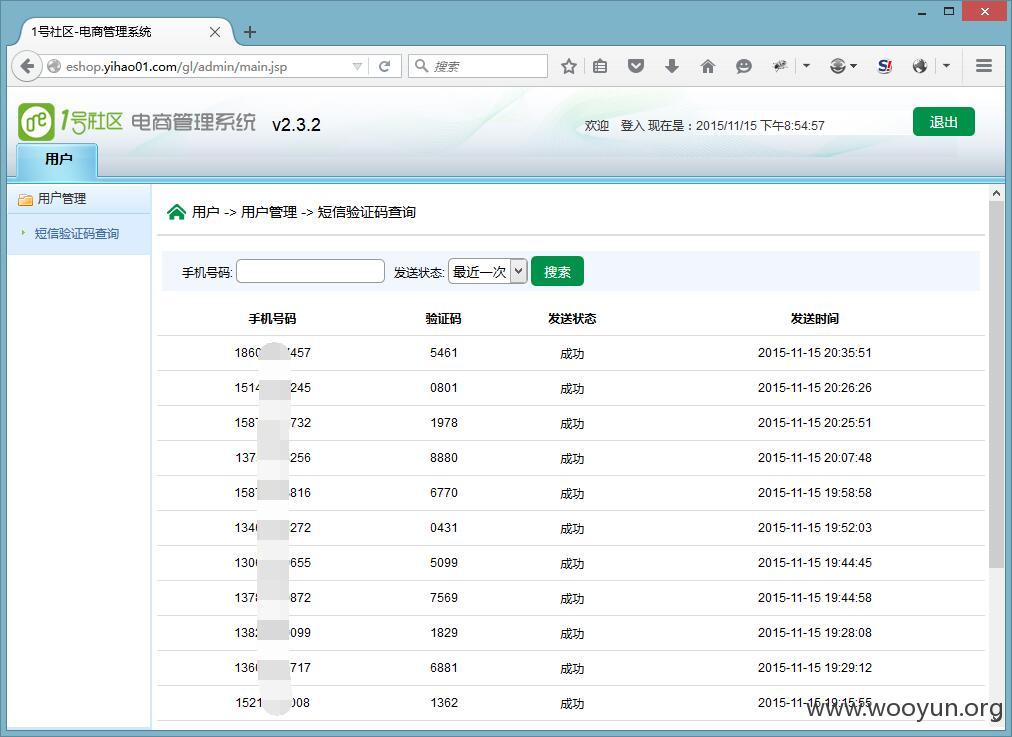 1号社区-电商管理系统
eshop.yihao01.com/gl/admin/main.jsp
搜索
1号社区 电商管理系统 v2.3.2
欢迎 登入 现在是：2015/11/15 下午8:54:57
退出
用户
用户管理
短信验证码查询
用户 -> 用户管理 -> 短信验证码查询
手机号码: 发送状态: 最近一次 搜索
手机号码 验证码 发送状态 发送时间
1860 7457 5461 成功 2015-11-15 20:35:51
1514 245 0801 成功 2015-11-15 20:26:26
1587 732 1978 成功 2015-11-15 20:25:51
137 256 8880 成功 2015-11-15 20:07:48
1587 816 6770 成功 2015-11-15 19:58:58
1340 272 0431 成功 2015-11-15 19:52:03
1300 655 5099 成功 2015-11-15 19:44:45
1378 872 7569 成功 2015-11-15 19:44:58
1382 099 1829 成功 2015-11-15 19:28:08
1360 717 6881 成功 2015-11-15 19:29:12
1521 008 1362 成功 2015-11-15 19:15:55
www.wooyun.org